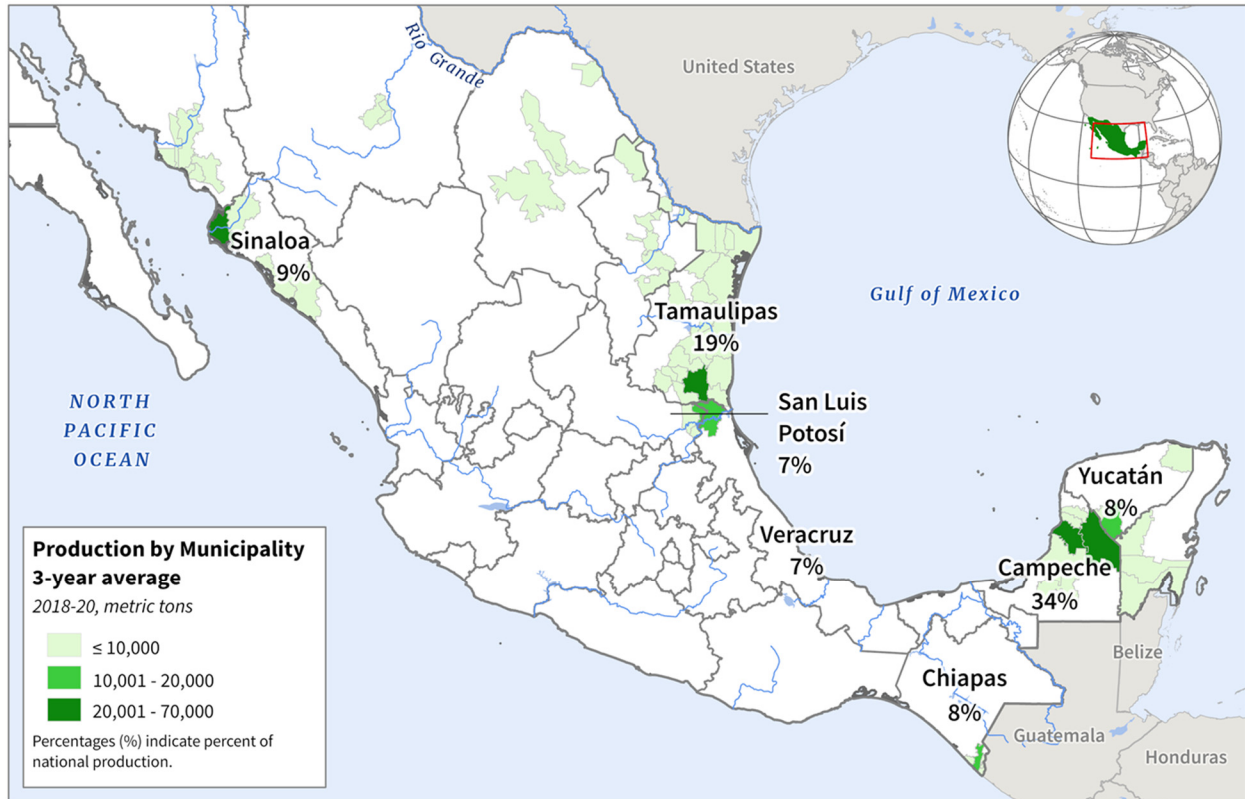 Rio Grande
United States
Sinaloa
9%
Gulf of Mexico
Tamaulipas
19%
NORTH
PACIFIC
OCEAN
San Luis
Potosí
7%
Yucatán
8%
Veracruz
7%
Campeche
34%
Belize
Chiapas
8%
Guatemala
Honduras
Production by Municipality
3-year average
2018-20, metric tons
≤ 10,000
10,001 - 20,000
20,001 - 70,000
Percentages (%) indicate percent of
national production.